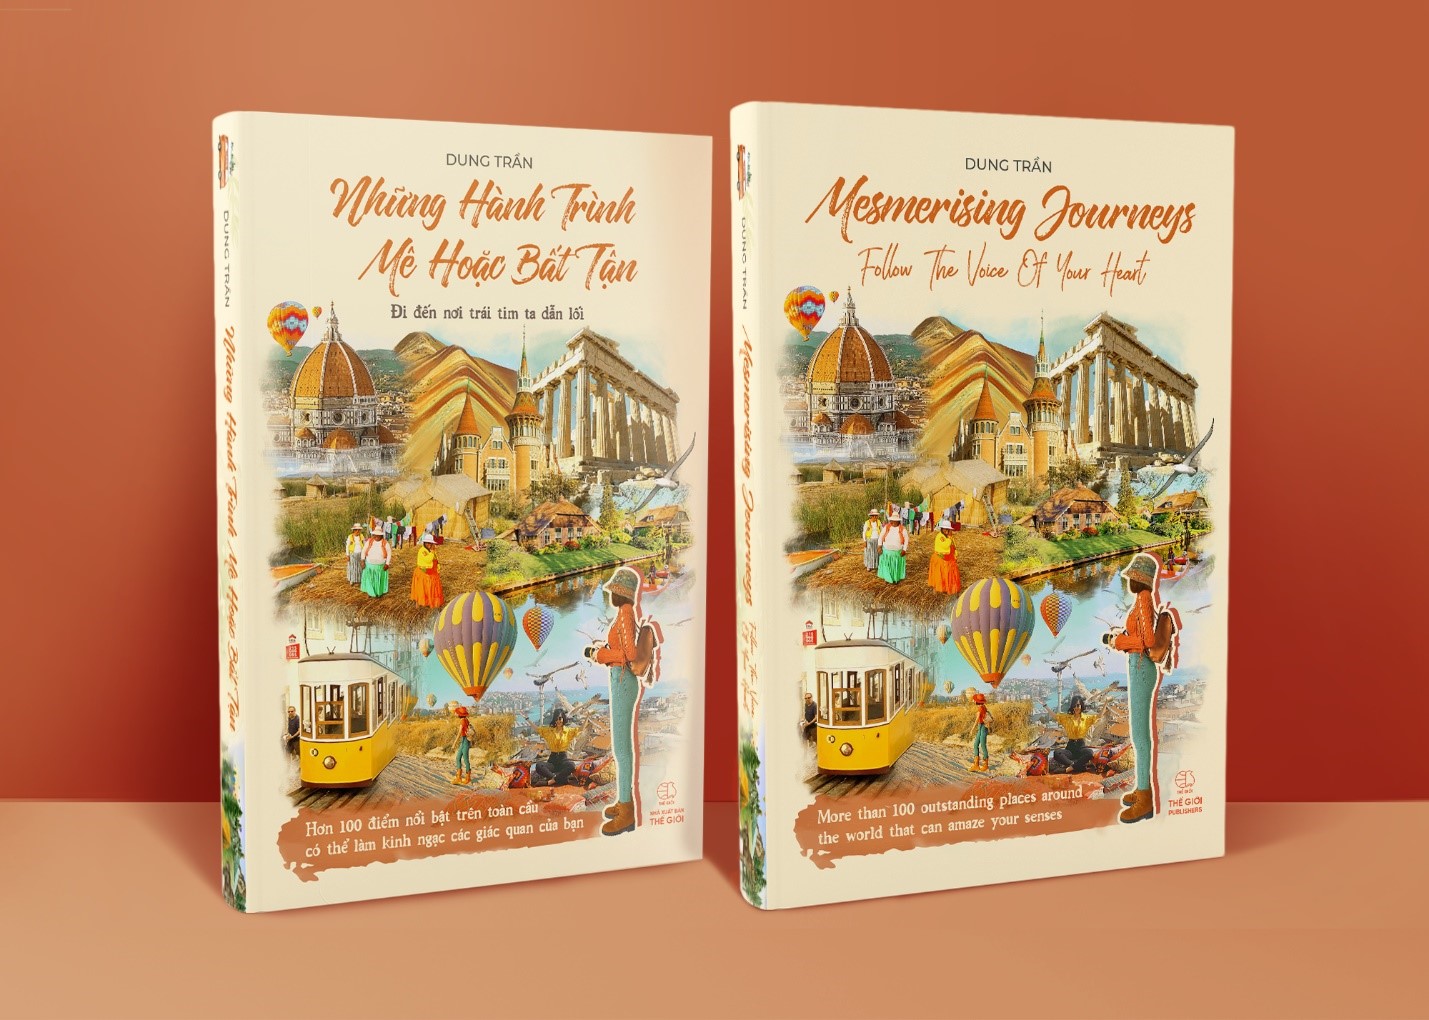 DUNG TRẦN
Những Hành Trình
Mê Hoặc Bất Tận
Đi đến nơi trái tim ta dẫn lối
Hơn 100 điểm nổi bật trên toàn cầu
có thể làm kinh ngạc các giác quan của bạn
THẾ GIỚI
NHÀ XUẤT BẢN
THẾ GIỚI
DUNG TRẦN
Những Hành Trình Mê Hoặc Bất Tận
DUNG TRẦN
Mesmerising Journeys
Follow The Voice Of Your Heart
More than 100 outstanding places around
the world that can amaze your senses
THẾ GIỚI
THẾ GIỚI
PUBLISHERS
DUNG TRẦN
Mesmerising Journeys